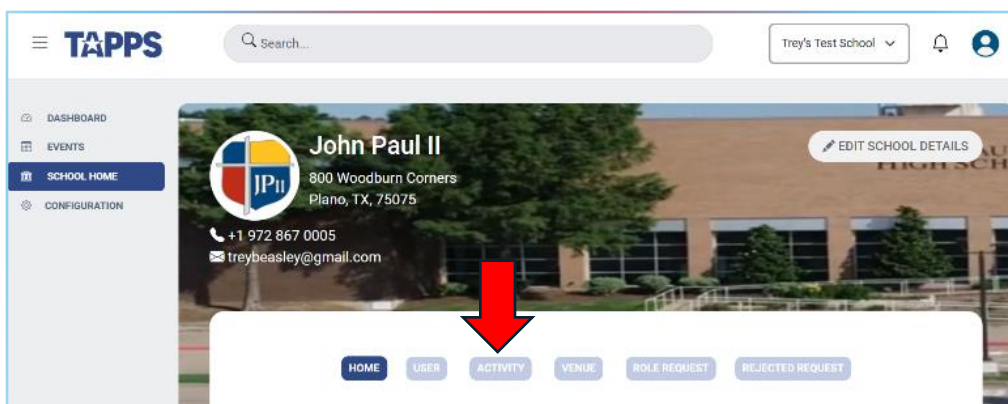 TAPPS
Search...
Trey's Test School
DASHBOARD
EVENTS
SCHOOL HOME
CONFIGURATION
JPII
John Paul II
800 Woodburn Corners
Plano, TX, 75075
+1 972 867 0005
treybeasley@gmail.com
EDIT SCHOOL DETAILS
HIGH SCH
HOME
USER
ACTIVITY
VENUE
ROLE REQUEST
REJECTED REQUEST